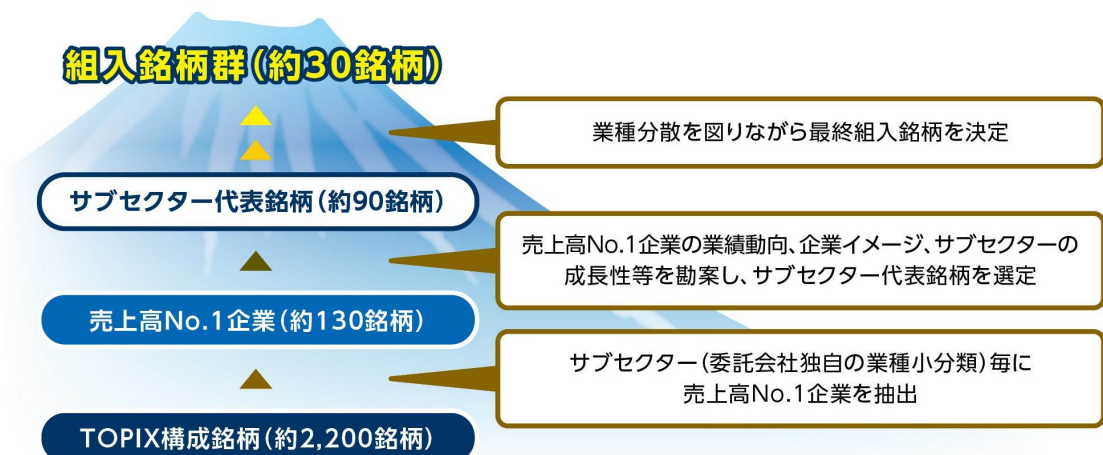 組入銘柄群(約30銘柄)
業種分散を図りながら最終組入銘柄を決定
サブセクター代表銘柄(約90銘柄)
売上高No.1企業の業績動向、企業イメージ、サブセクターの
成長性等を勘案し、サブセクター代表銘柄を選定
売上高No.1企業(約130銘柄)
サブセクター(委託会社独自の業種小分類)毎に
売上高No.1企業を抽出
TOPIX構成銘柄(約2,200銘柄)